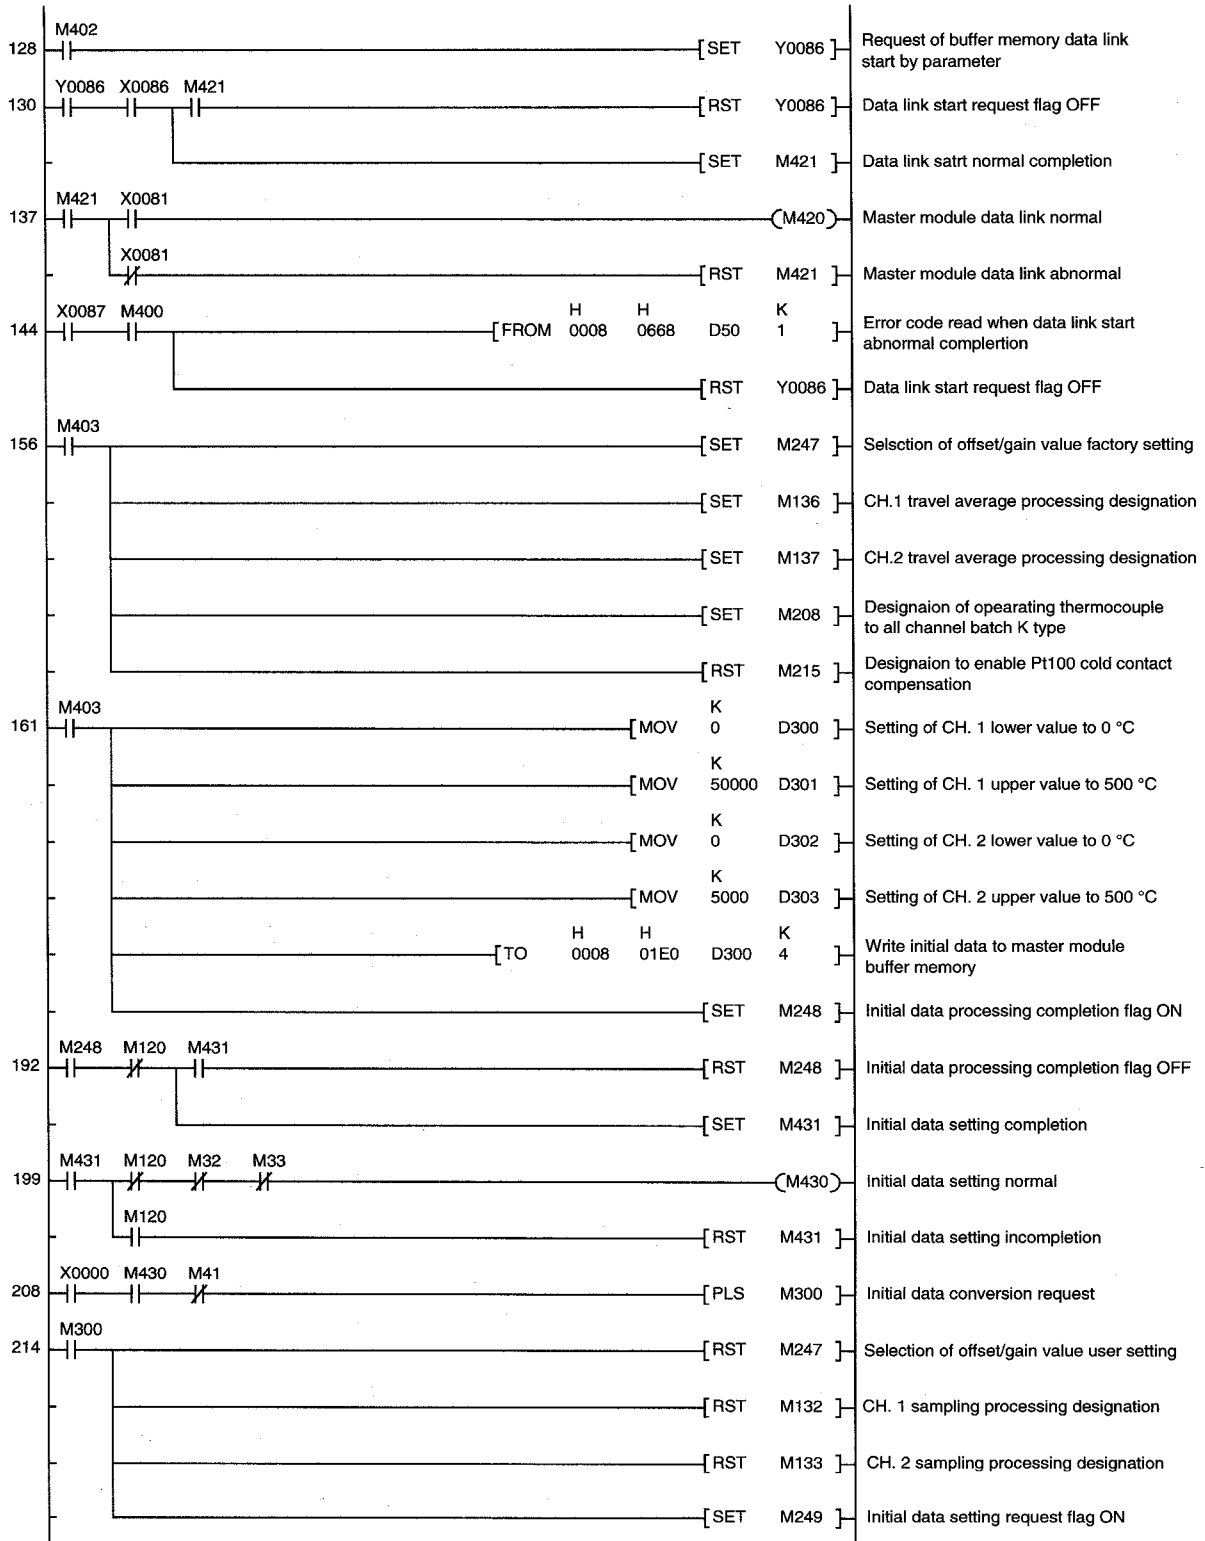 M402
128 [SET Y0086] Request of buffer memory data link
start by parameter
Y0086 X0086 M421
130 [RST Y0086] Data link start request flag OFF
[SET M421] Data link satrt normal completion
M421 X0081
137 (M420) Master module data link normal
X0081
[RST M421] Master module data link abnormal
X0087 M400 H H K
144 [FROM 0008 0668 D50 1 ] Error code read when data link start
abnormal complertion
[RST Y0086] Data link start request flag OFF
M403
156 [SET M247] Selsction of offset/gain value factory setting
[SET M136] CH.1 travel average processing designation
[SET M137] CH.2 travel average processing designation
[SET M208] Designaion of opearating thermocouple
to all channel batch K type
[RST M215] Designaion to enable Pt100 cold contact
compensation
M403 K
161 [MOV 0 D300] Setting of CH. 1 lower value to 0 °C
K
[MOV 50000 D301] Setting of CH. 1 upper value to 500 °C
K
[MOV 0 D302] Setting of CH. 2 lower value to 0 °C
K
[MOV 5000 D303] Setting of CH. 2 upper value to 500 °C
H H K
[TO 0008 01E0 D300 4 ] Write initial data to master module
buffer memory
[SET M248] Initial data processing completion flag ON
M248 M120 M431
192 [RST M248] Initial data processing completion flag OFF
[SET M431] Initial data setting completion
M431 M120 M32 M33
199 (M430) Initial data setting normal
M120
[RST M431] Initial data setting incompletion
X0000 M430 M41
208 [PLS M300] Initial data conversion request
M300
214 [RST M247] Selection of offset/gain value user setting
[RST M132] CH. 1 sampling processing designation
[RST M133] CH. 2 sampling processing designation
[SET M249] Initial data setting request flag ON